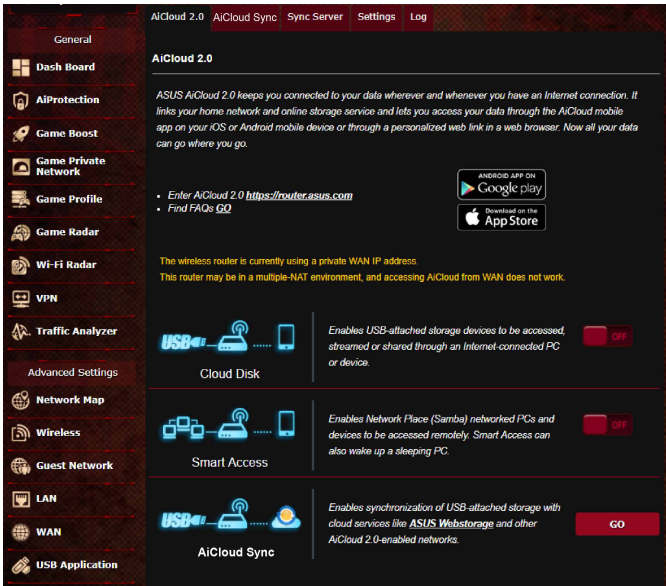 AiCloud 2.0 AiCloud Sync Sync Server Settings Log
General
Dash Board
AiProtection
Game Boost
Game Private
Network
Game Profile
Game Radar
Wi-Fi Radar
VPN
Traffic Analyzer
Advanced Settings
Network Map
Wireless
Guest Network
LAN
WAN
USB Application
AiCloud 2.0
ASUS AiCloud 2.0 keeps you connected to your data wherever and whenever you have an Internet connection. It
links your home network and online storage service and lets you access your data through the AiCloud mobile
app on your iOS or Android mobile device or through a personalized web link in a web browser. Now all your data
can go where you go.
• Enter AiCloud 2.0 https://router.asus.com
• Find FAQs GO
ANDROID APP ON
Google play
Download on the
App Store
The wireless router is currently using a private WAN IP address.
This router may be in a multiple-NAT environment, and accessing AiCloud from WAN does not work.
USB
Cloud Disk
Enables USB-attached storage devices to be accessed,
streamed or shared through an Internet-connected PC
or device.
OFF
Smart Access
Enables Network Place (Samba) networked PCs and
devices to be accessed remotely. Smart Access can
also wake up a sleeping PC.
OFF
USB
AiCloud Sync
Enables synchronization of USB-attached storage with
cloud services like ASUS Webstorage and other
AiCloud 2.0-enabled networks.
GO